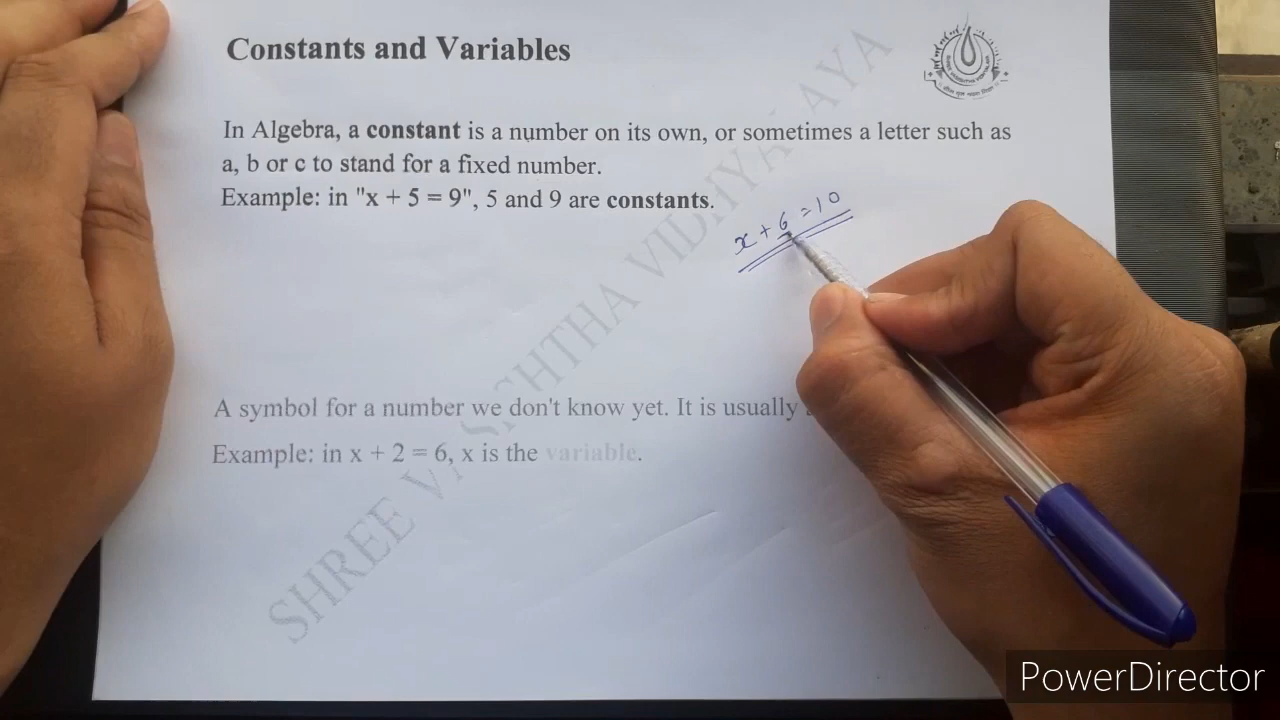 Constants and Variables
In Algebra, a constant is a number on its own, or sometimes a letter such as
a, b or c to stand for a fixed number.
Example: in "x + 5 = 9", 5 and 9 are constants.
x + 6 = 10
A symbol for a number we don't know yet. It is usually
Example: in x + 2 = 6, x is the variable.
SHREE VASISHTHA VIDHYALAYA
PowerDirector